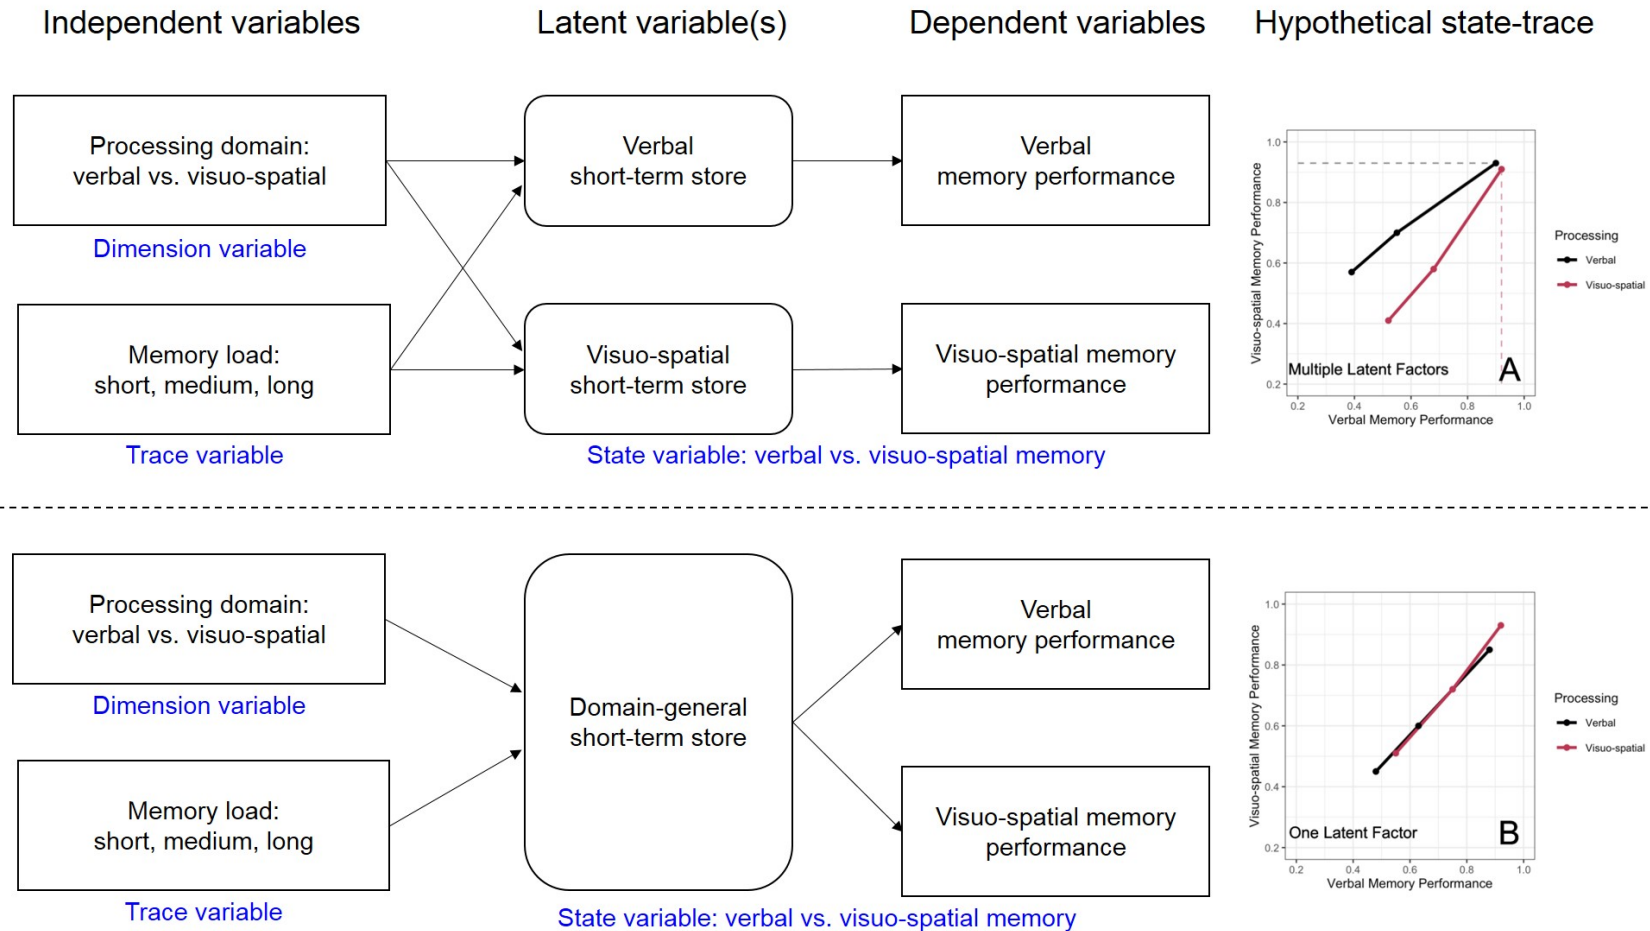 Independent variables
Latent variable(s)
Dependent variables
Hypothetical state-trace
Processing domain:
verbal vs. visuo-spatial
Dimension variable
Memory load:
short, medium, long
Trace variable
Verbal
short-term store
Visuo-spatial
short-term store
State variable: verbal vs. visuo-spatial memory
Verbal
memory performance
Visuo-spatial memory
performance
Visuo-spatial Memory Performance
1.0
0.8
0.6
0.4
0.2
Multiple Latent Factors
A
0.2 0.4 0.6 0.8 1.0
Verbal Memory Performance
Processing
Verbal
Visuo-spatial
Processing domain:
verbal vs. visuo-spatial
Dimension variable
Memory load:
short, medium, long
Trace variable
Domain-general
short-term store
State variable: verbal vs. visuo-spatial memory
Verbal
memory performance
Visuo-spatial memory
performance
Visuo-spatial Memory Performance
1.0
0.8
0.6
0.4
0.2
One Latent Factor
B
0.2 0.4 0.6 0.8 1.0
Verbal Memory Performance
Processing
Verbal
Visuo-spatial